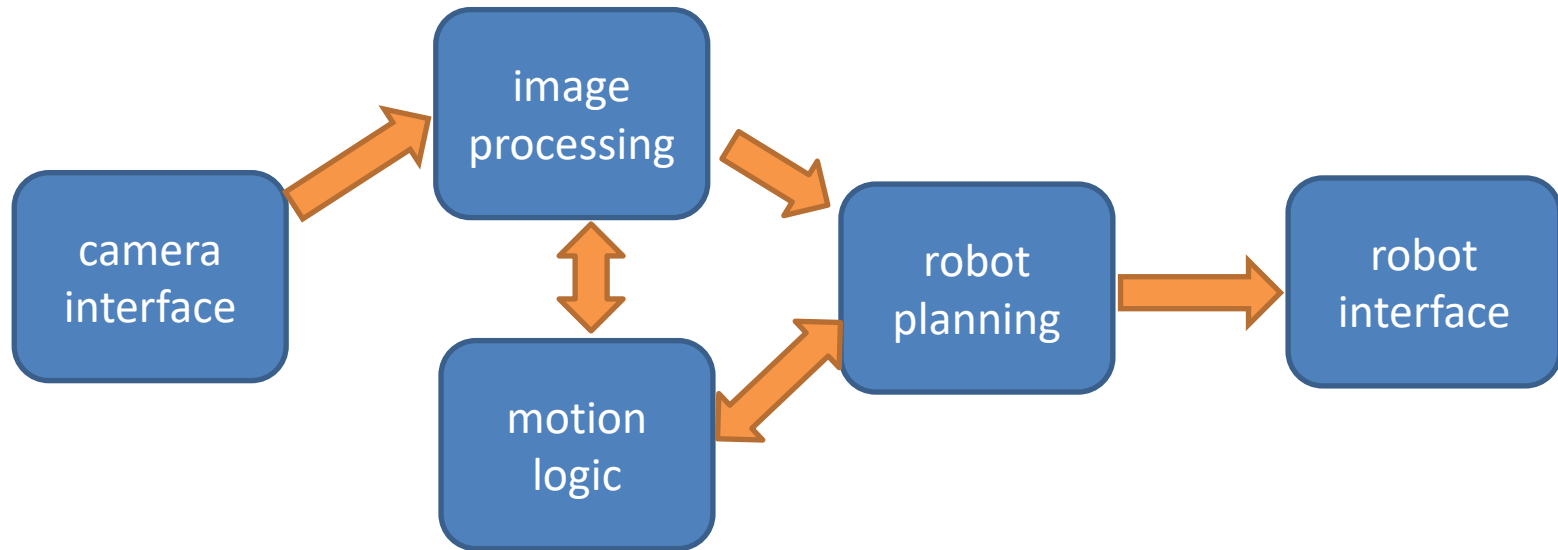 camera
interface
image
processing
motion
logic
robot
planning
robot
interface